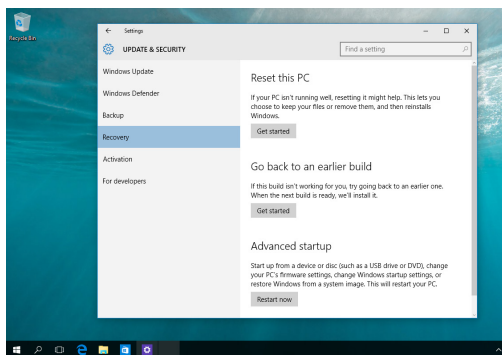 Recycle Bin
Settings
UPDATE & SECURITY
Find a setting
Windows Update
Windows Defender
Backup
Recovery
Activation
For developers
Reset this PC
If your PC isn't running well, resetting it might help. This lets you
choose to keep your files or remove them, and then reinstalls
Windows.
Get started
Go back to an earlier build
If this build isn't working for you, try going back to an earlier one.
When the next build is ready, we'll install it.
Get started
Advanced startup
Start up from a device or disc (such as a USB drive or DVD), change
your PC's firmware settings, change Windows startup settings, or
restore Windows from a system image. This will restart your PC.
Restart now